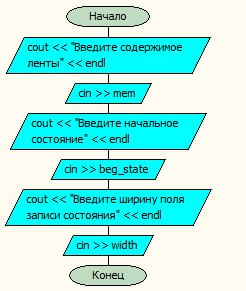 Начало
cout << "Введите содержимое
ленты" << endl
cin >> mem
cout << "Введите начальное
состояние" << endl
cin >> beg_state
cout << "Введите ширину поля
записи состояния" << endl
cin >> width
Конец